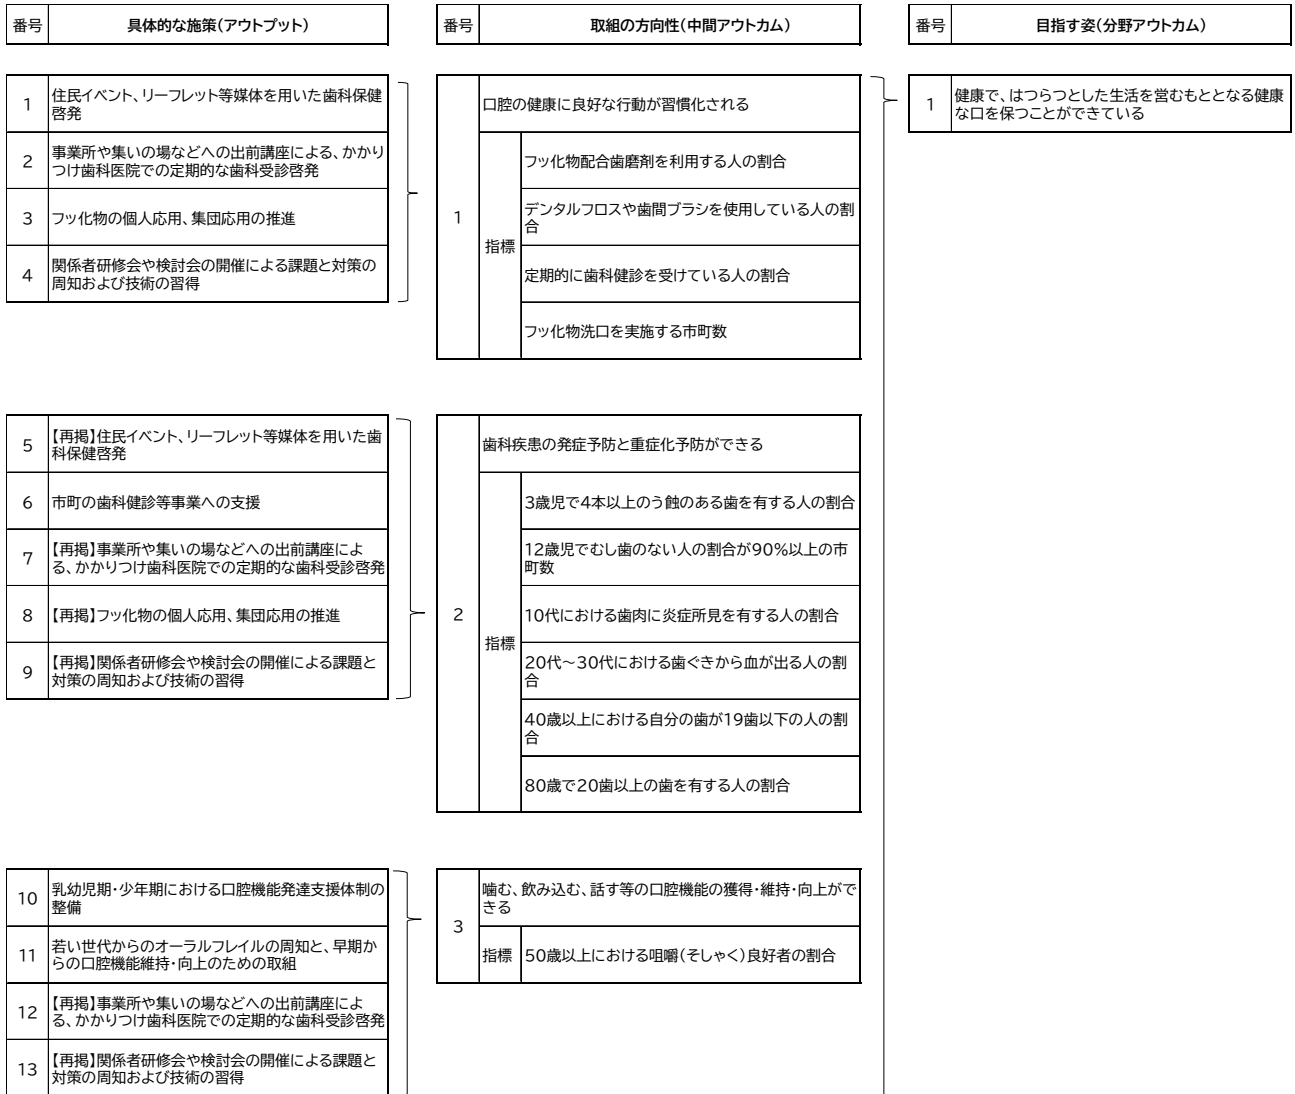 番号 具体的な施策(アウトプット)
番号 取組の方向性(中間アウトカム)
番号 目指す姿(分野アウトカム)
1 住民イベント、リーフレット等媒体を用いた歯科保健
啓発
2 事業所や集いの場などへの出前講座による、かかり
つけ歯科医院での定期的な歯科受診啓発
3 フッ化物の個人応用、集団応用の推進
4 関係者研修会や検討会の開催による課題と対策の
周知および技術の習得
1
口腔の健康に良好な行動が習慣化される
指標
フッ化物配合歯磨剤を利用する人の割合
デンタルフロスや歯間ブラシを使用している人の割
合
定期的に歯科健診を受けている人の割合
フッ化物洗口を実施する市町数
1 健康で、はつらつとした生活を営むもととなる健康
な口を保つことができている
5 【再掲】住民イベント、リーフレット等媒体を用いた歯
科保健啓発
6 市町の歯科健診等事業への支援
7 【再掲】事業所や集いの場などへの出前講座によ
る、かかりつけ歯科医院での定期的な歯科受診啓発
8 【再掲】フッ化物の個人応用、集団応用の推進
9 【再掲】関係者研修会や検討会の開催による課題と
対策の周知および技術の習得
2
歯科疾患の発症予防と重症化予防ができる
指標
3歳児で4本以上のう蝕のある歯を有する人の割合
12歳児でむし歯のない人の割合が90%以上の市
町数
10代における歯肉に炎症所見を有する人の割合
20代~30代における歯ぐきから血が出る人の割
合
40歳以上における自分の歯が19歯以下の人の割
合
80歳で20歯以上の歯を有する人の割合
10 乳幼児期・少年期における口腔機能発達支援体制の
整備
11 若い世代からのオーラルフレイルの周知と、早期か
らの口腔機能維持・向上のための取組
12 【再掲】事業所や集いの場などへの出前講座によ
る、かかりつけ歯科医院での定期的な歯科受診啓発
13 【再掲】関係者研修会や検討会の開催による課題と
対策の周知および技術の習得
3
噛む、飲み込む、話す等の口腔機能の獲得・維持・向上がで
きる
指標 50歳以上における咀嚼(そしゃく)良好者の割合